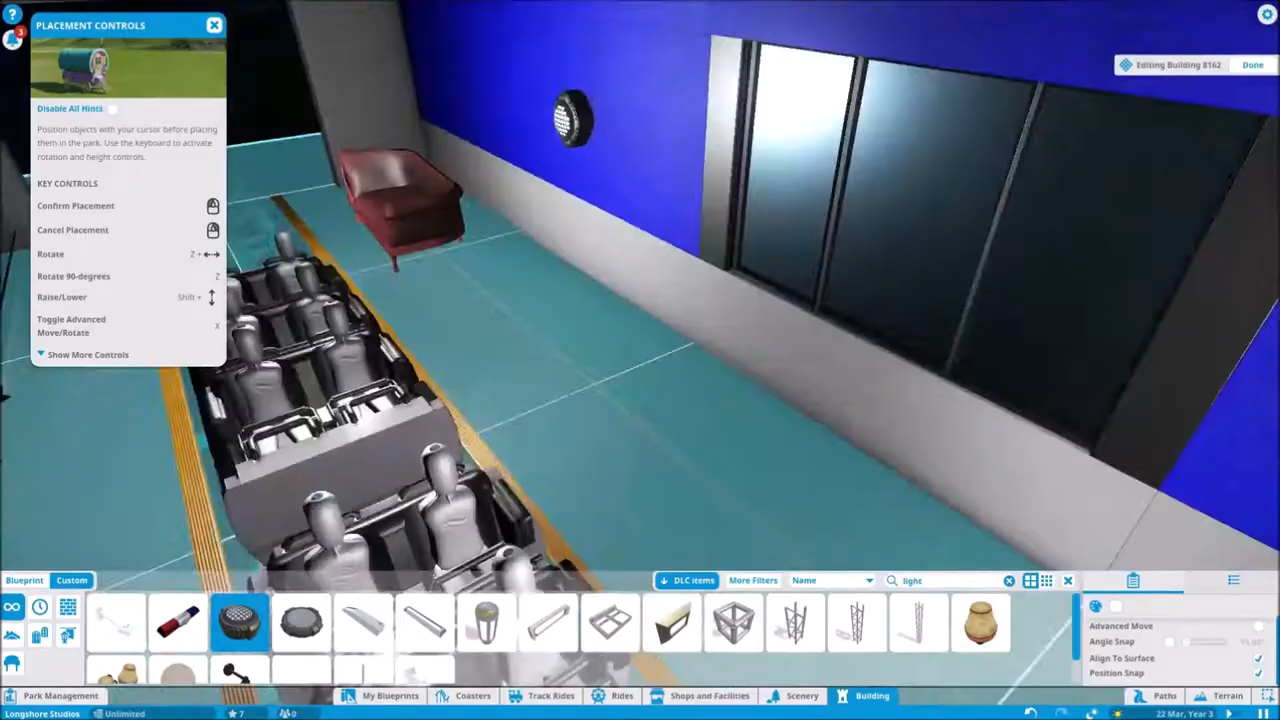 ?
3
PLACEMENT CONTROLS
Disable All Hints
Position objects with your cursor before placing
them in the park. Use the keyboard to activate
rotation and height controls.
KEY CONTROLS
Confirm Placement
Cancel Placement
Rotate Z +
Rotate 90-degrees Z
Raise/Lower Shift +
Toggle Advanced
Move/Rotate X
Show More Controls
Editing Building 8162 Done
Blueprint Custom
DLC items More Filters Name light
Advanced Move
Angle Snap
Align To Surface
Position Snap
Park Management My Blueprints Coasters Track Rides Rides Shops and Facilities Scenery Building Paths Terrain
Longshore Studios Unlimited 7 0 22 Mar, Year 3